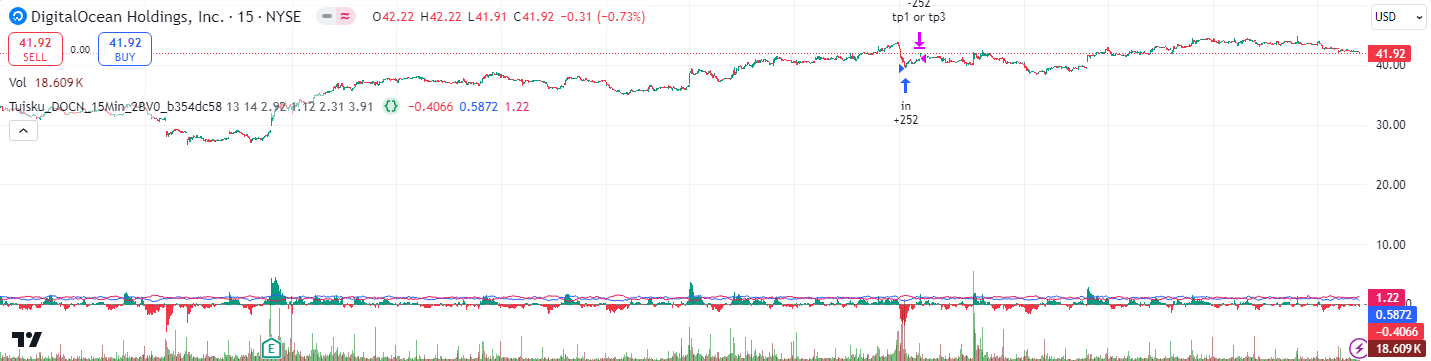 DigitalOcean Holdings, Inc. · 15 · NYSE O42.22 H42.22 L41.91 C41.92 −0.31 (−0.73%)
USD
-252
tp1 or tp3
41.92
SELL
0.00
41.92
BUY
41.92
40.00
Vol 18.609 K
Tujsku_DOCN_15Min_2BV0_b354dc58 13 14 2.92 1.12 2.31 3.91 −0.4066 0.5872 1.22
in
+252
30.00
20.00
10.00
1.22
0.5872
−0.4066
18.609 K
E